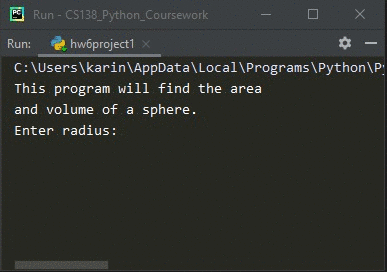 Run - CS138_Python_Coursework
Run: hw6project1
C:\Users\karin\AppData\Local\Programs\Python\Py
This program will find the area
and volume of a sphere.
Enter radius: